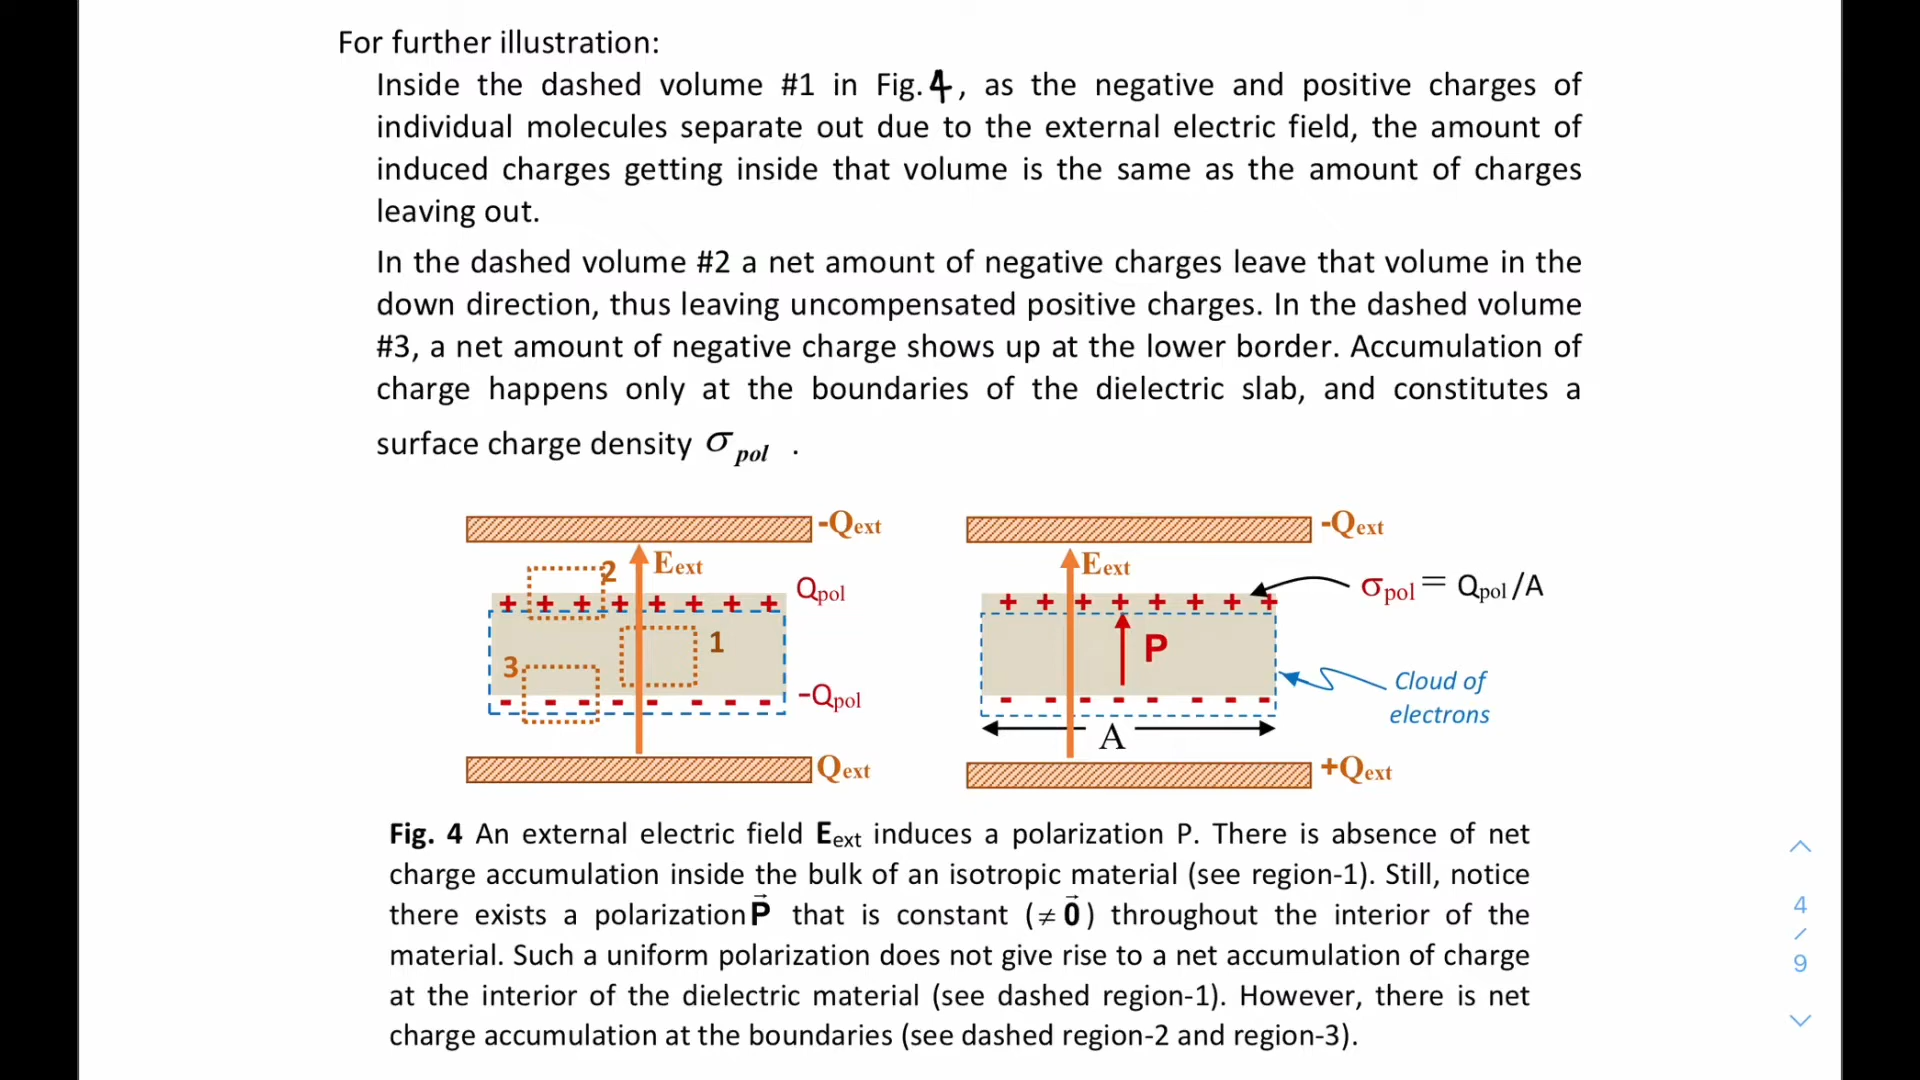 For further illustration:
Inside the dashed volume #1 in Fig. 4, as the negative and positive charges of
individual molecules separate out due to the external electric field, the amount of
induced charges getting inside that volume is the same as the amount of charges
leaving out.
In the dashed volume #2 a net amount of negative charges leave that volume in the
down direction, thus leaving uncompensated positive charges. In the dashed volume
#3, a net amount of negative charge shows up at the lower border. Accumulation of
charge happens only at the boundaries of the dielectric slab, and constitutes a
surface charge density σ pol .
-Qext
2
Eext
+ + + + + + + +
Qpol
1
3
- - - - - - - -
-Qpol
Qext
-Qext
Eext
+ + + + + + + +
σpol = Qpol /A
P
Cloud of
electrons
- - - - - - - -
A
+Qext
Fig. 4 An external electric field Eext induces a polarization P. There is absence of net
charge accumulation inside the bulk of an isotropic material (see region-1). Still, notice
there exists a polarization P⃗ that is constant (≠ 0⃗ ) throughout the interior of the
material. Such a uniform polarization does not give rise to a net accumulation of charge
at the interior of the dielectric material (see dashed region-1). However, there is net
charge accumulation at the boundaries (see dashed region-2 and region-3).
4
/
9